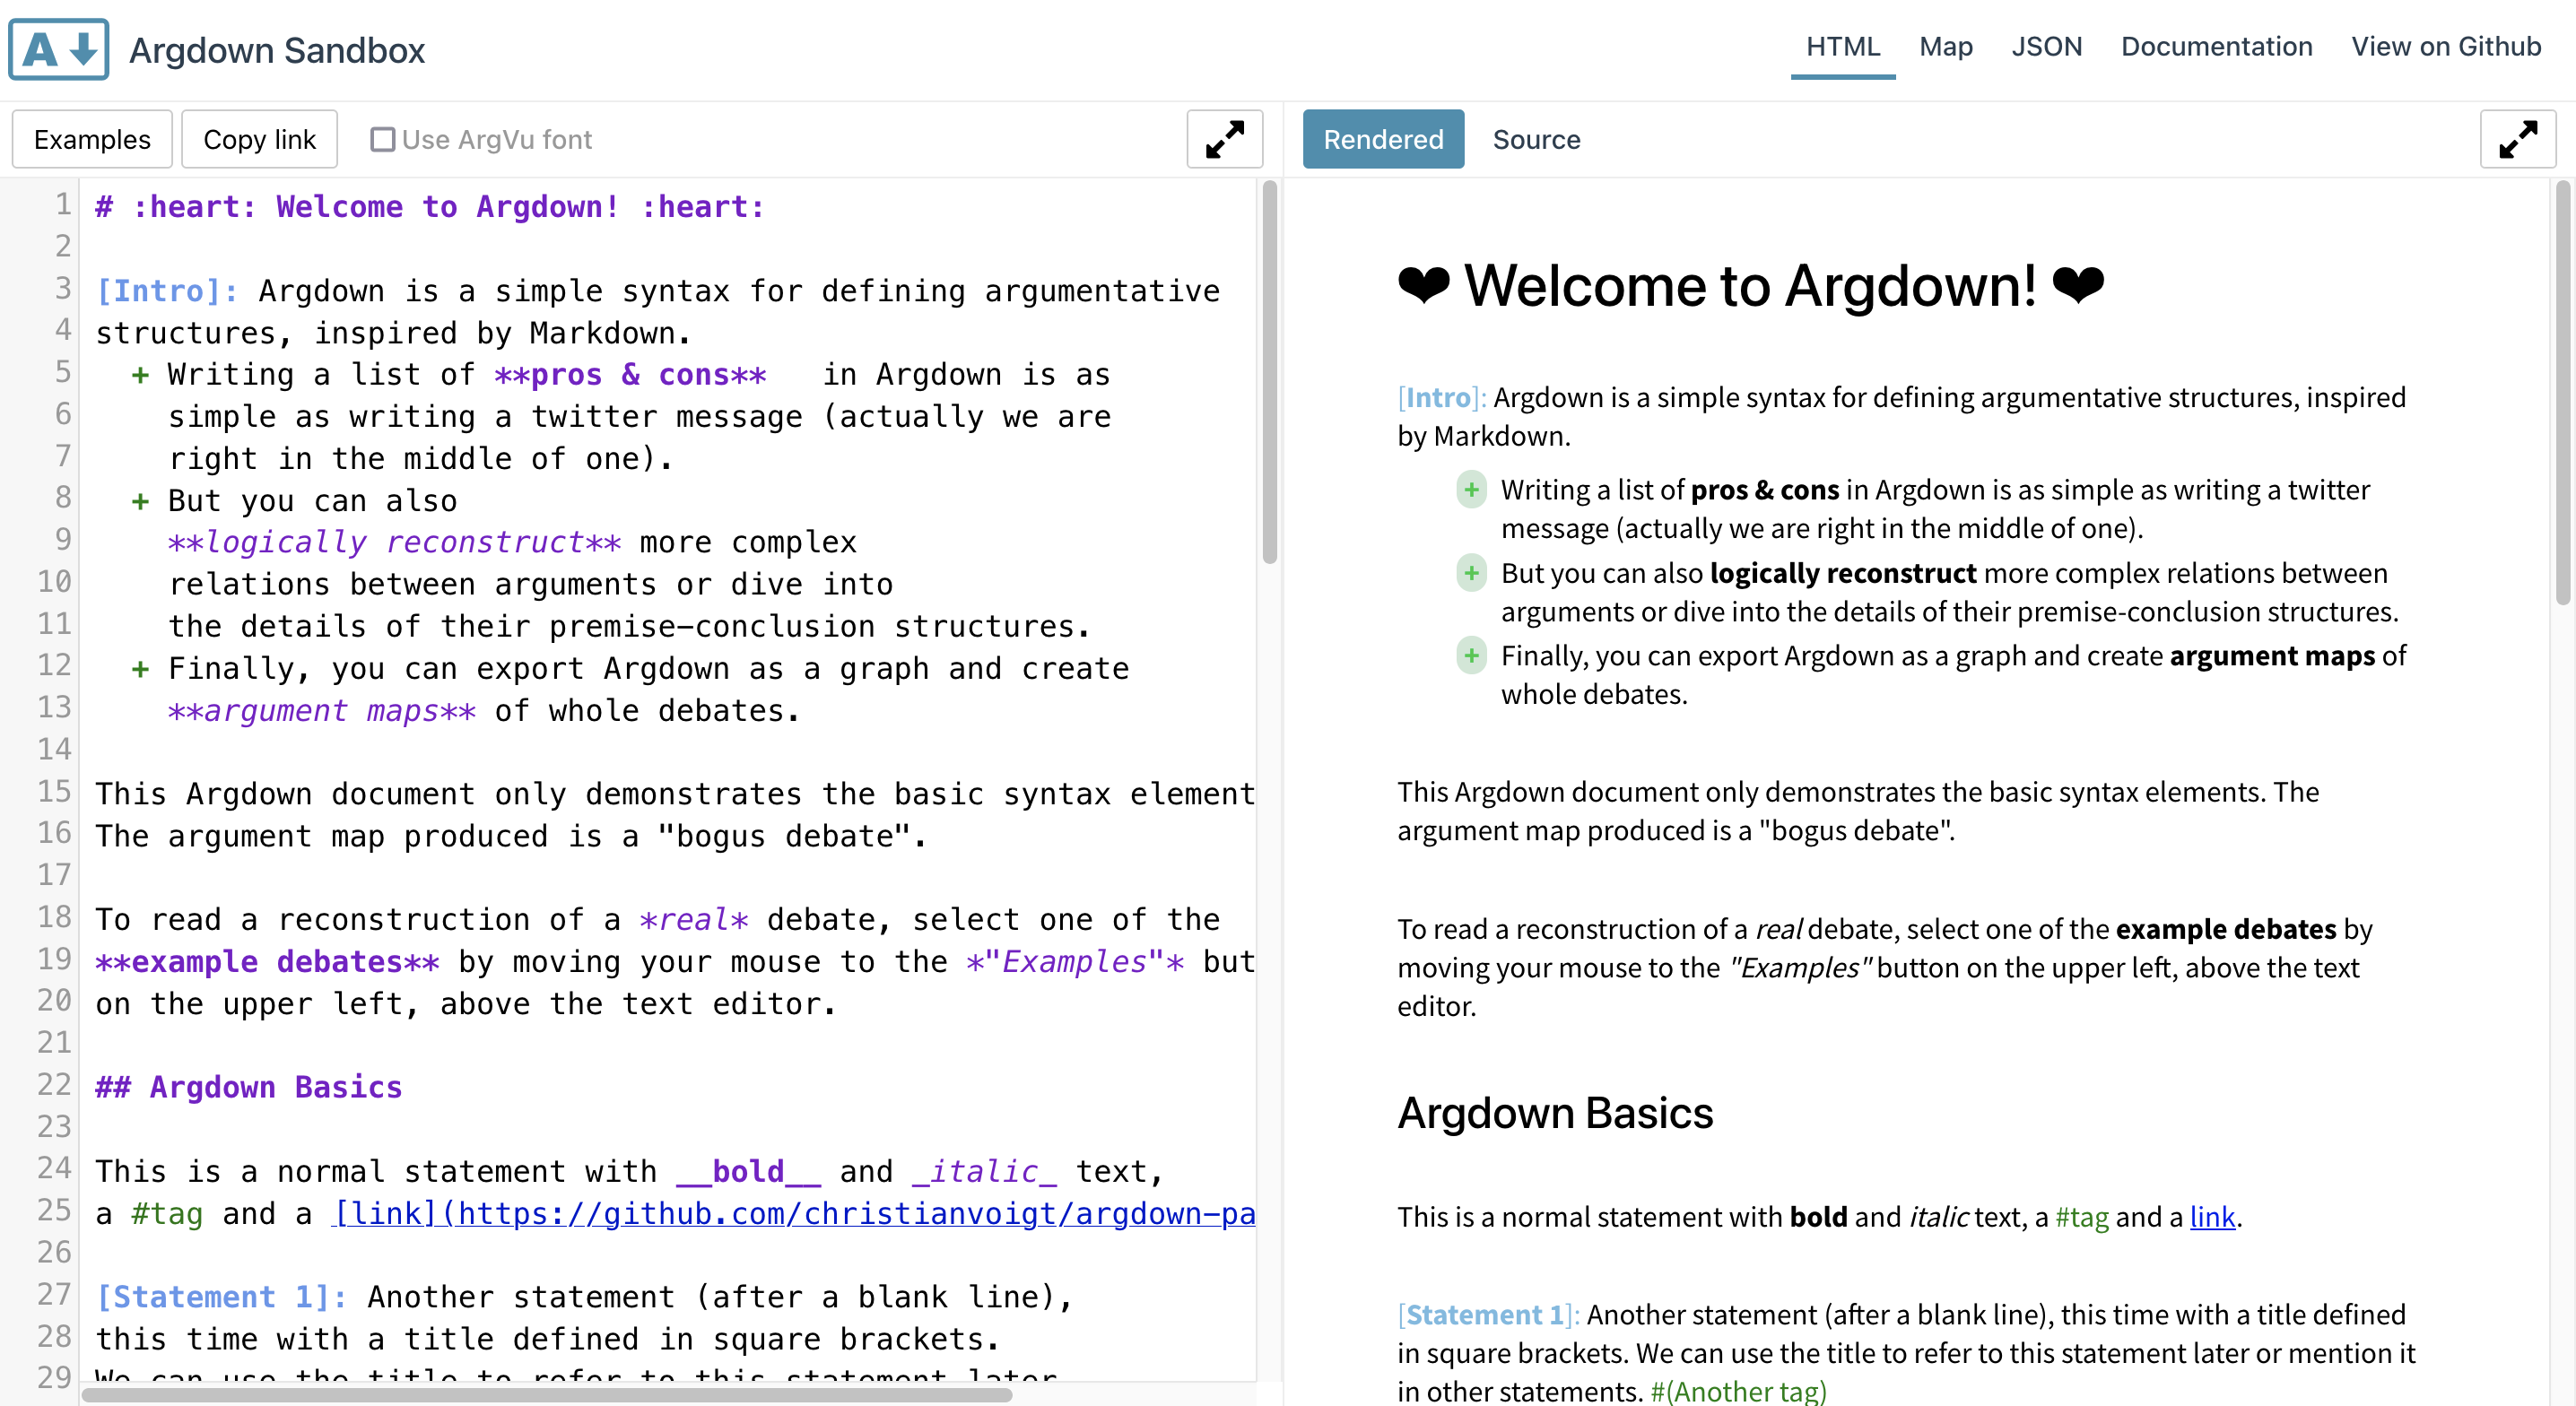 A Argdown Sandbox
HTML Map JSON Documentation View on Github
Examples Copy link Use ArgVu font
Rendered Source
1 # :heart: Welcome to Argdown! :heart:
2
3 [Intro]: Argdown is a simple syntax for defining argumentative
4 structures, inspired by Markdown.
5 + Writing a list of **pros & cons** in Argdown is as
6 simple as writing a twitter message (actually we are
7 right in the middle of one).
8 + But you can also
9 **logically reconstruct** more complex
10 relations between arguments or dive into
11 the details of their premise-conclusion structures.
12 + Finally, you can export Argdown as a graph and create
13 **argument maps** of whole debates.
14
15 This Argdown document only demonstrates the basic syntax element
16 The argument map produced is a "bogus debate".
17
18 To read a reconstruction of a *real* debate, select one of the
19 **example debates** by moving your mouse to the *"Examples"* but
20 on the upper left, above the text editor.
21
22 ## Argdown Basics
23
24 This is a normal statement with __bold__ and _italic_ text,
25 a #tag and a [link](https://github.com/christianvoigt/argdown-pa
26
27 [Statement 1]: Another statement (after a blank line),
28 this time with a title defined in square brackets.
29 We can use the title to refer to this statement later
❤ Welcome to Argdown! ❤
[Intro]: Argdown is a simple syntax for defining argumentative structures, inspired
by Markdown.
+ Writing a list of pros & cons in Argdown is as simple as writing a twitter
message (actually we are right in the middle of one).
+ But you can also logically reconstruct more complex relations between
arguments or dive into the details of their premise-conclusion structures.
+ Finally, you can export Argdown as a graph and create argument maps of
whole debates.
This Argdown document only demonstrates the basic syntax elements. The
argument map produced is a "bogus debate".
To read a reconstruction of a real debate, select one of the example debates by
moving your mouse to the "Examples" button on the upper left, above the text
editor.
Argdown Basics
This is a normal statement with bold and italic text, a #tag and a link.
[Statement 1]: Another statement (after a blank line), this time with a title defined
in square brackets. We can use the title to refer to this statement later or mention it
in other statements. #(Another tag)